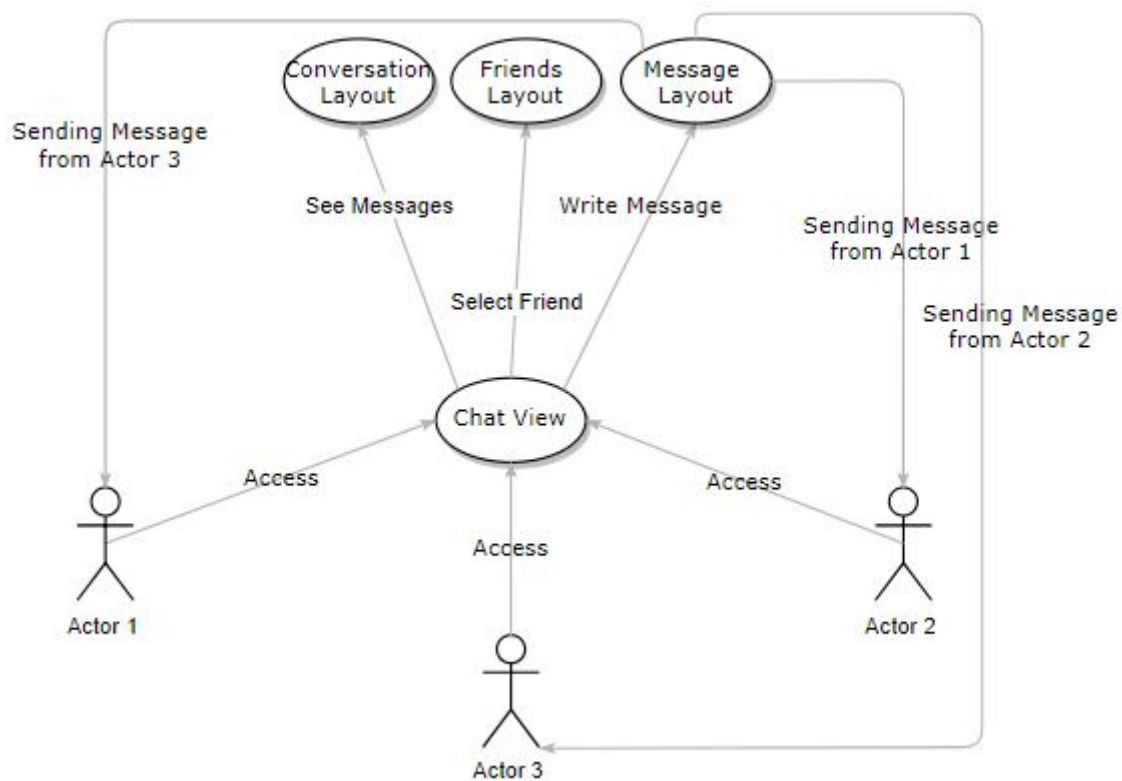 Conversation
Layout
Friends
Layout
Message
Layout
Sending Message
from Actor 3
See Messages
Write Message
Sending Message
from Actor 1
Select Friend
Sending Message
from Actor 2
Chat View
Access
Access
Access
Actor 1
Actor 2
Actor 3